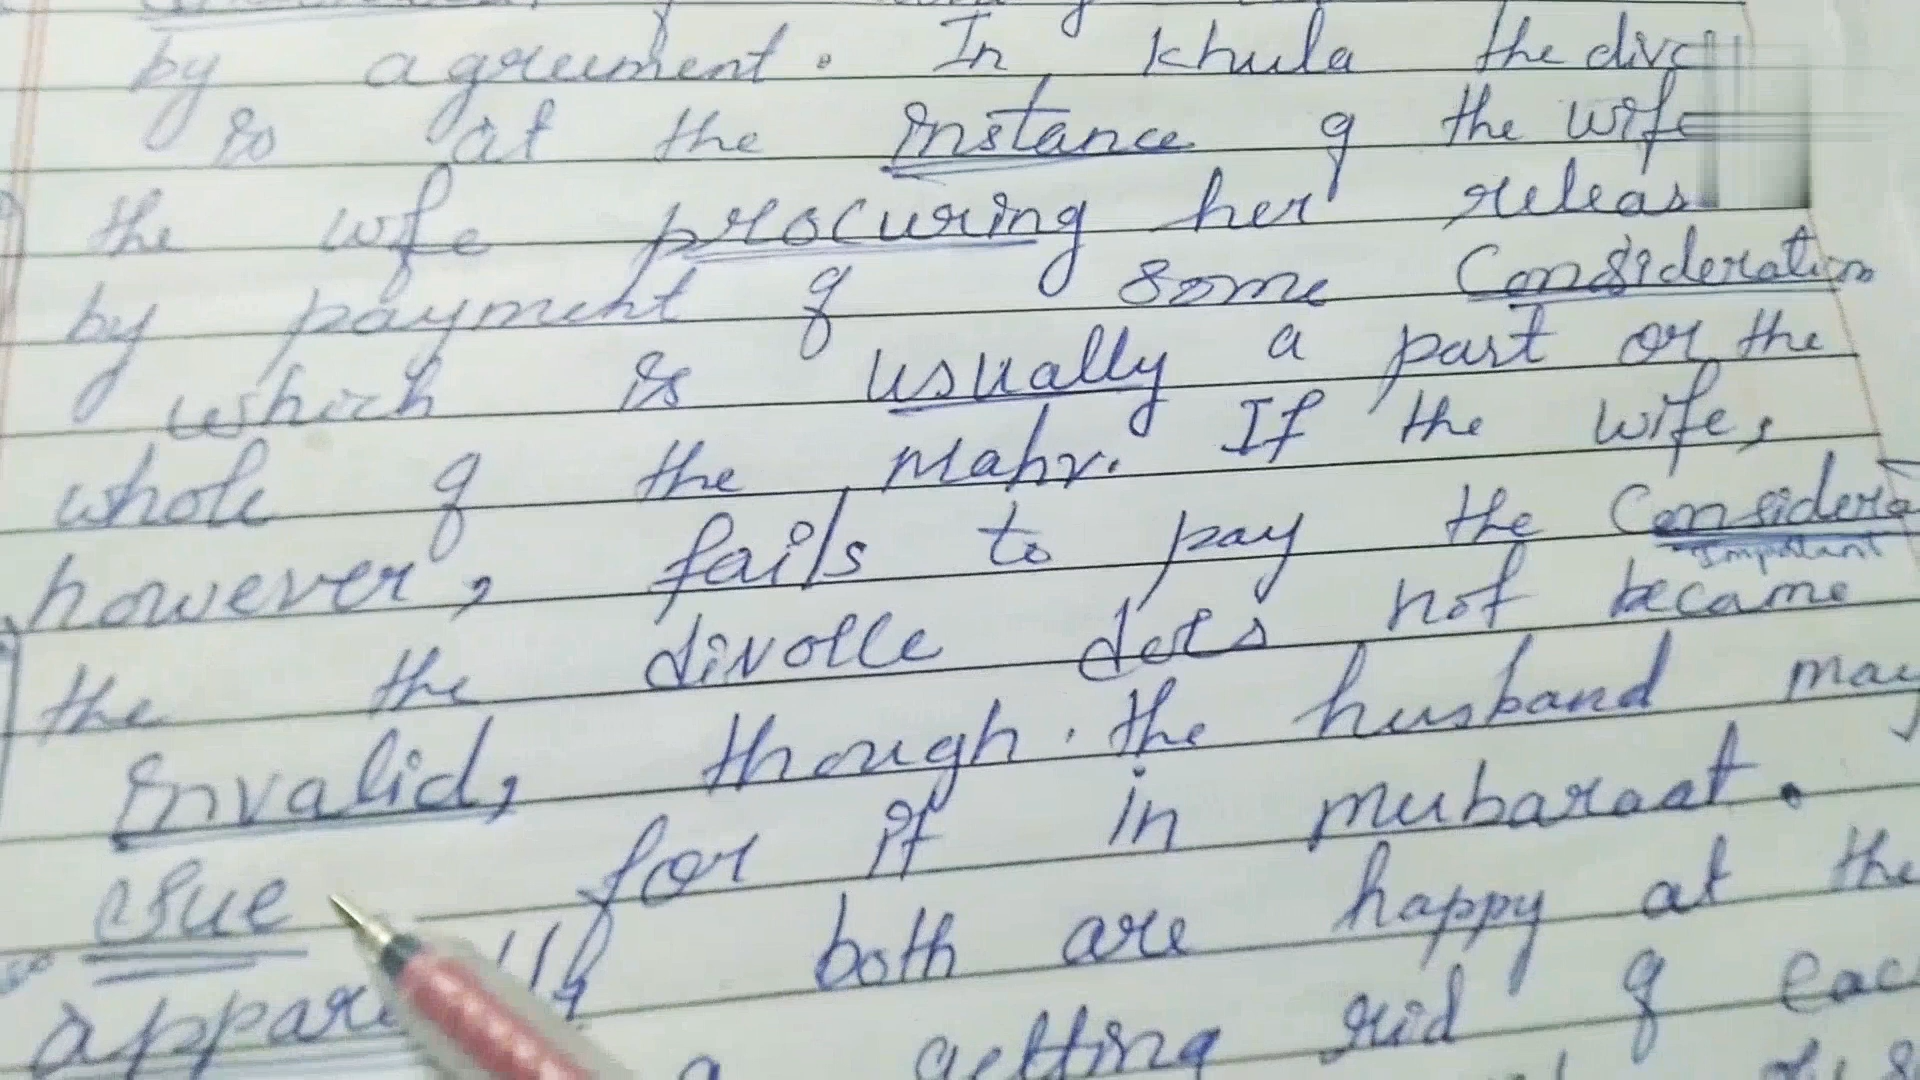 by agreement. In khula the divo
is at the instance of the wife
the wife procuring her releas
by payment of some Consideration
which is usually a part or the
whole of the Mahr. If the wife,
however, fails to pay the Considera
Important
the the divorce does not became
invalid, though. the husband may
sue for it in mubaraat.
both are happy at the
getting rid of eac